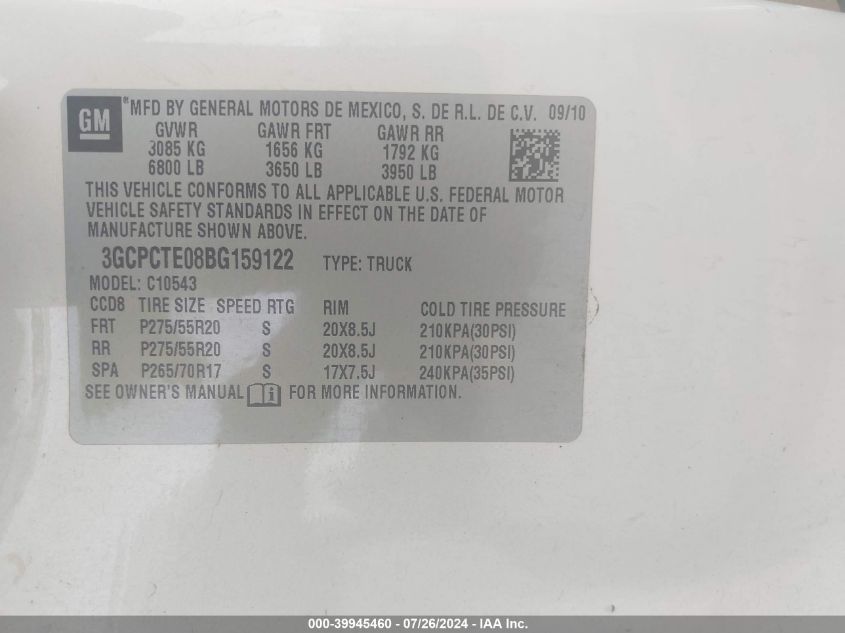 GM
® MFD BY GENERAL MOTORS DE MEXICO, S. DE R.L. DE C.V. 09/10
GVWR GAWR FRT GAWR RR
3085 KG 1656 KG 1792 KG
6800 LB 3650 LB 3950 LB
THIS VEHICLE CONFORMS TO ALL APPLICABLE U.S. FEDERAL MOTOR
VEHICLE SAFETY STANDARDS IN EFFECT ON THE DATE OF
MANUFACTURE SHOWN ABOVE.
3GCPCTE08BG159122 TYPE: TRUCK
MODEL: C10543
CCD8 TIRE SIZE SPEED RTG RIM COLD TIRE PRESSURE
FRT P275/55R20 S 20X8.5J 210KPA(30PSI)
RR P275/55R20 S 20X8.5J 210KPA(30PSI)
SPA P265/70R17 S 17X7.5J 240KPA(35PSI)
SEE OWNER'S MANUAL FOR MORE INFORMATION.
000-39945460 - 07/26/2024 - IAA Inc.